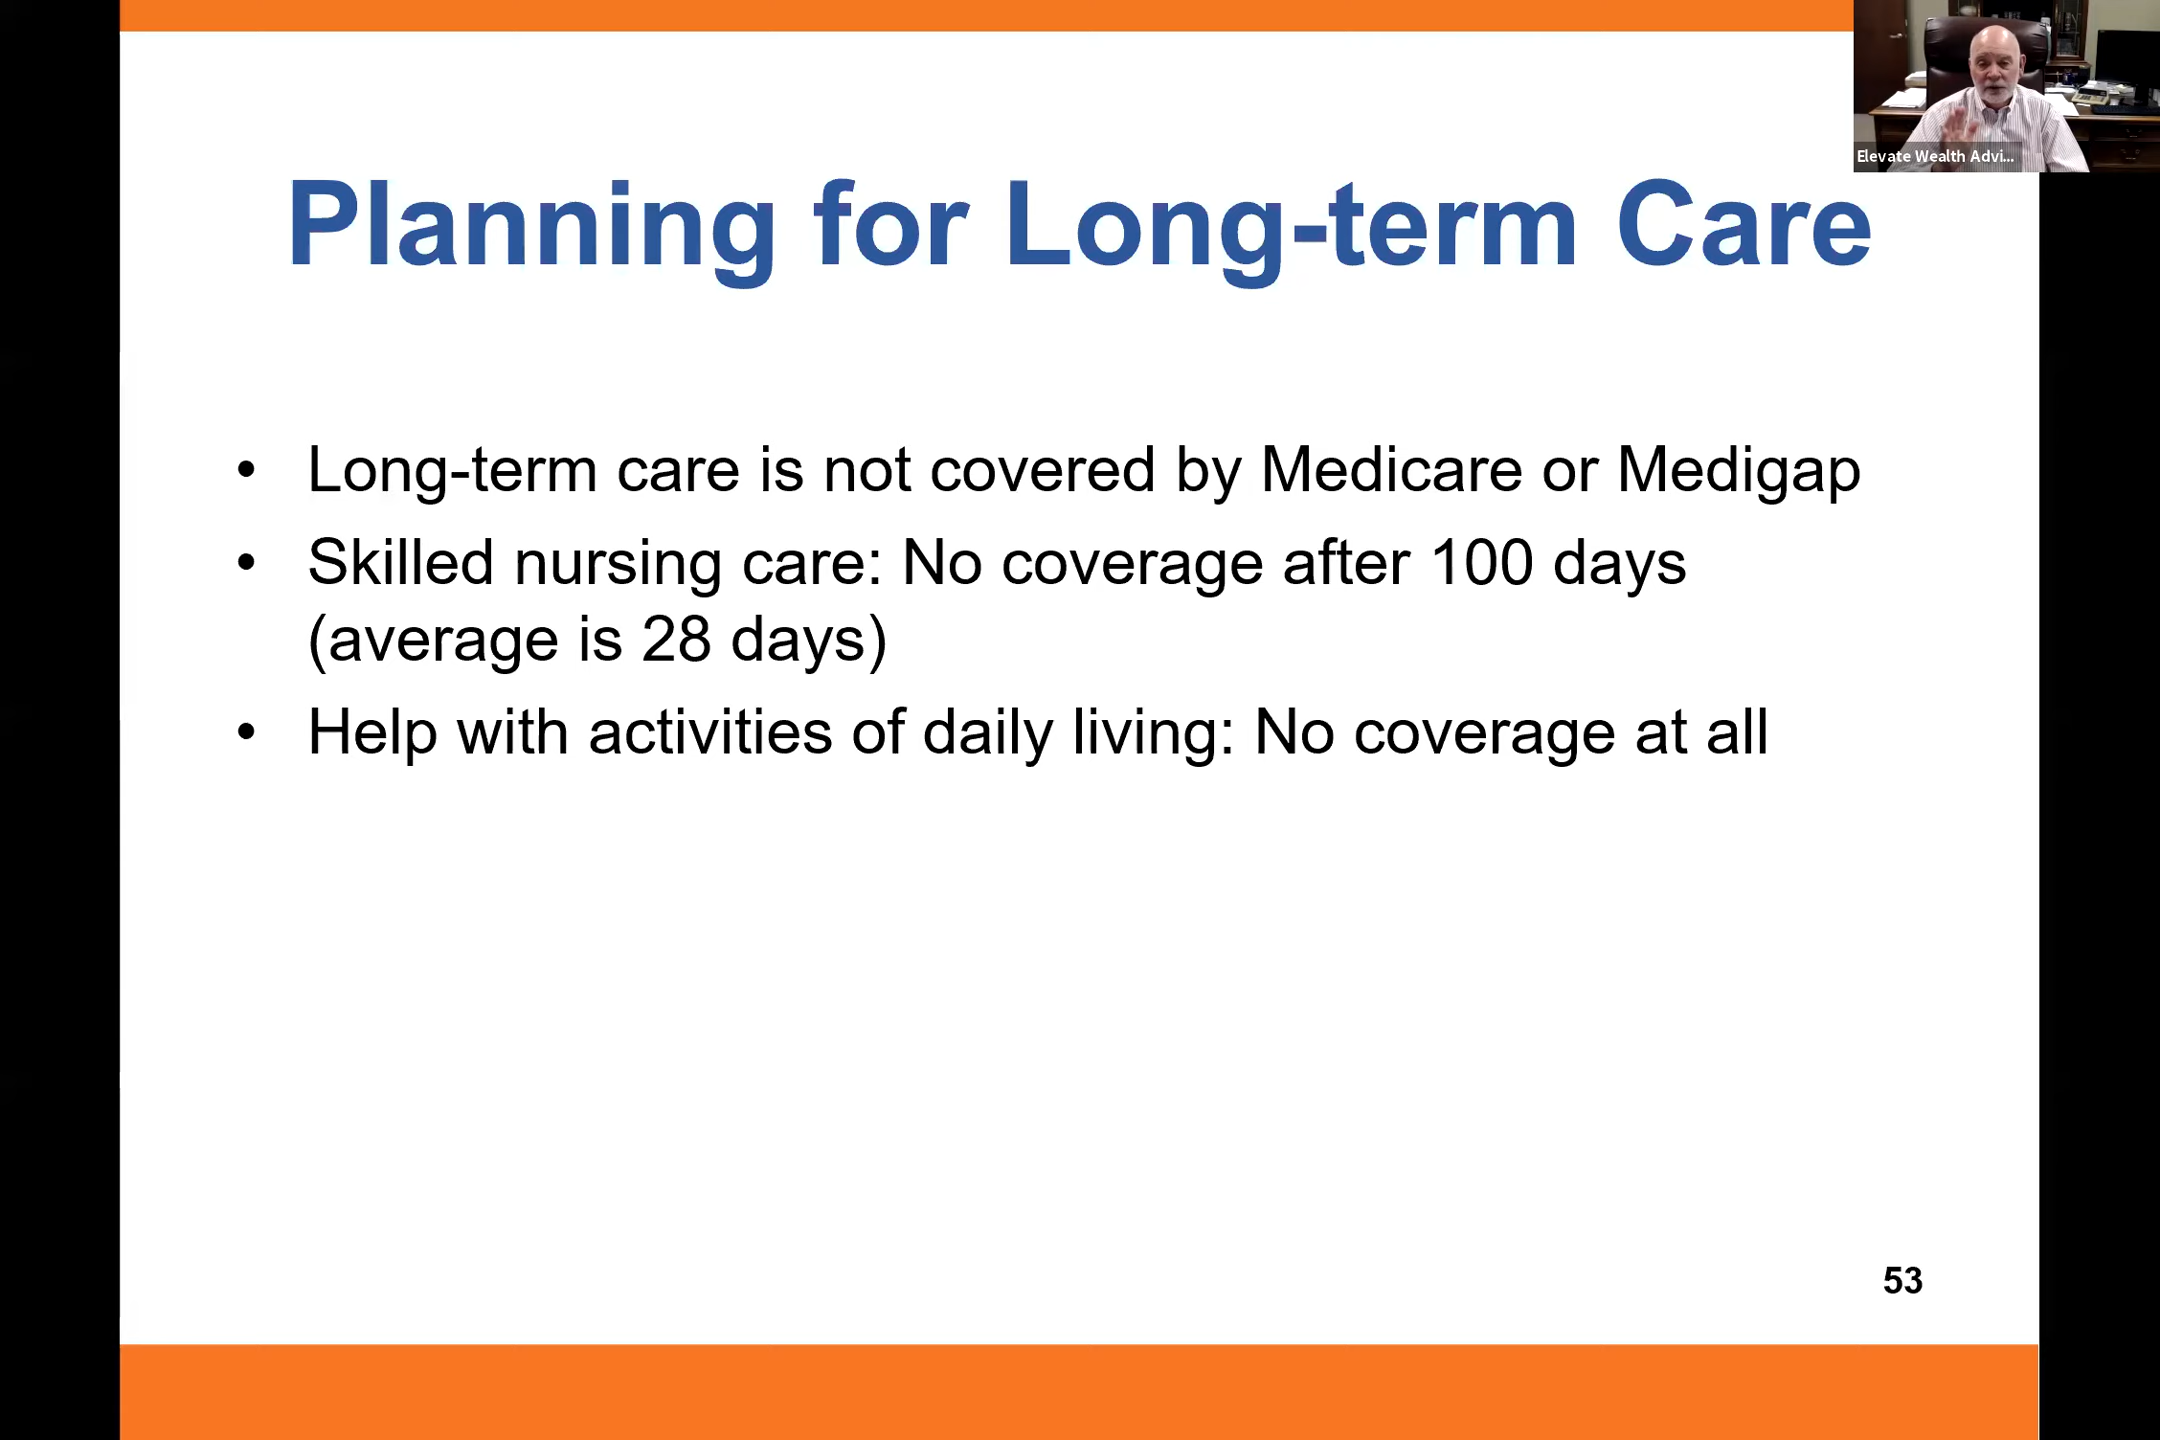 Elevate Wealth Advi...
Planning for Long-term Care
• Long-term care is not covered by Medicare or Medigap
• Skilled nursing care: No coverage after 100 days
(average is 28 days)
• Help with activities of daily living: No coverage at all
53